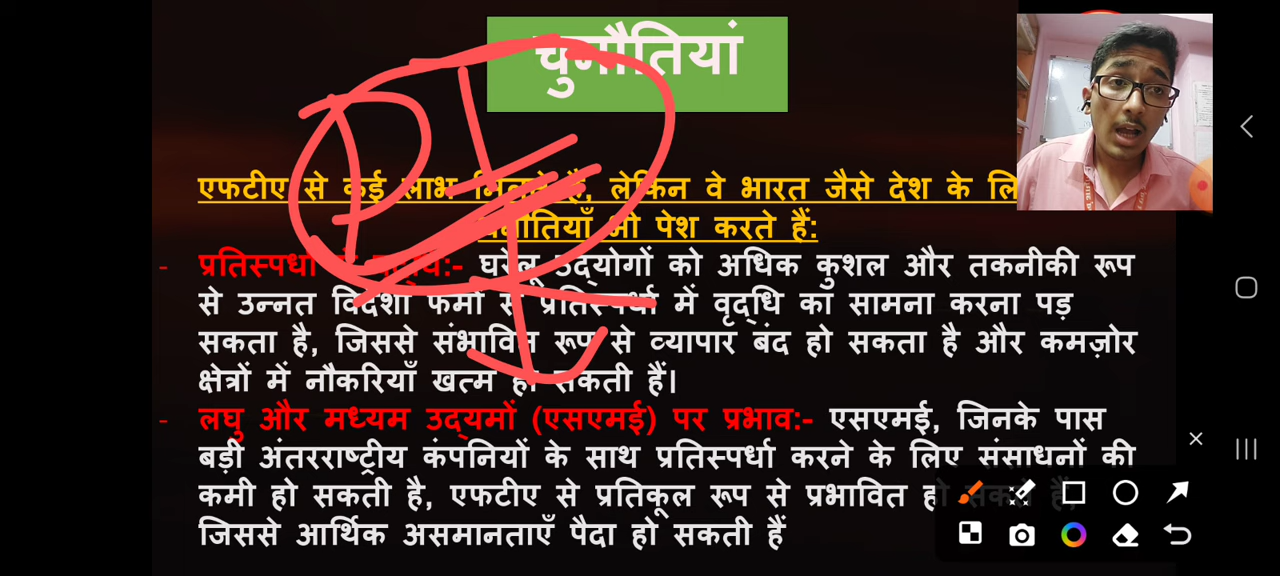 चुनौतियां
एफटीए से कई लाभ मिलते हैं, लेकिन वे भारत जैसे देश के
भी पेश करते हैं:
- प्रतिस्पर्धा :- घरेलू उद्योगों को अधिक कुशल और तकनीकी रूप
से उन्नत विदेशी फर्मों से प्रतिस्पर्धा में वृद्धि का सामना करना पड़
सकता है, जिससे संभावित रूप से व्यापार बंद हो सकता है और कमज़ोर
क्षेत्रों में नौकरियाँ खत्म हो सकती हैं।
- लघु और मध्यम उद्यमों (एसएमई) पर प्रभाव:- एसएमई, जिनके पास
बड़ी अंतरराष्ट्रीय कंपनियों के साथ प्रतिस्पर्धा करने के लिए संसाधनों की
कमी हो सकती है, एफटीए से प्रतिकूल रूप से प्रभावित हो सकते हैं,
जिससे आर्थिक असमानताएँ पैदा हो सकती हैं